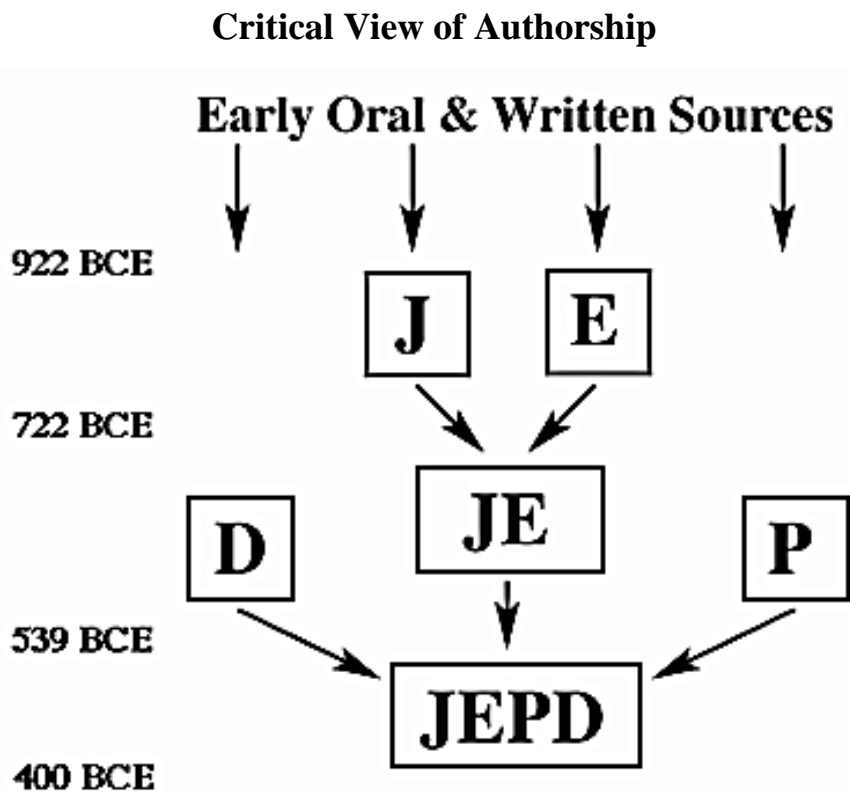 Critical View of Authorship
Early Oral & Written Sources
922 BCE
J
E
722 BCE
JE
D
P
539 BCE
JEPD
400 BCE